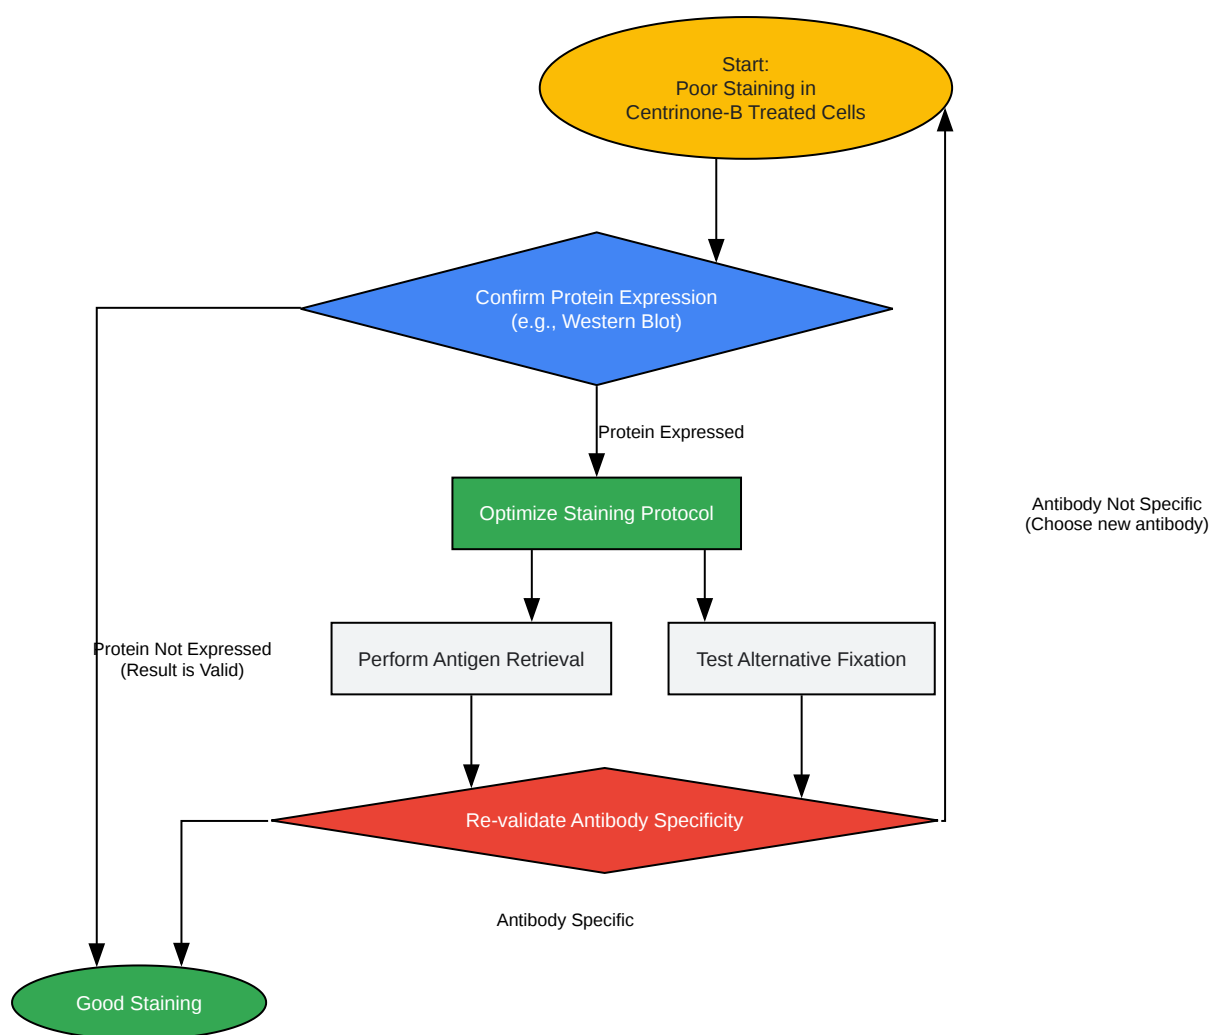 Start:
Poor Staining in
Centrinone-B Treated Cells
Confirm Protein Expression
(e.g., Western Blot)
Protein Expressed
Optimize Staining Protocol
Antibody Not Specific
(Choose new antibody)
Protein Not Expressed
(Result is Valid)
Perform Antigen Retrieval
Test Alternative Fixation
Re-validate Antibody Specificity
Antibody Specific
Good Staining